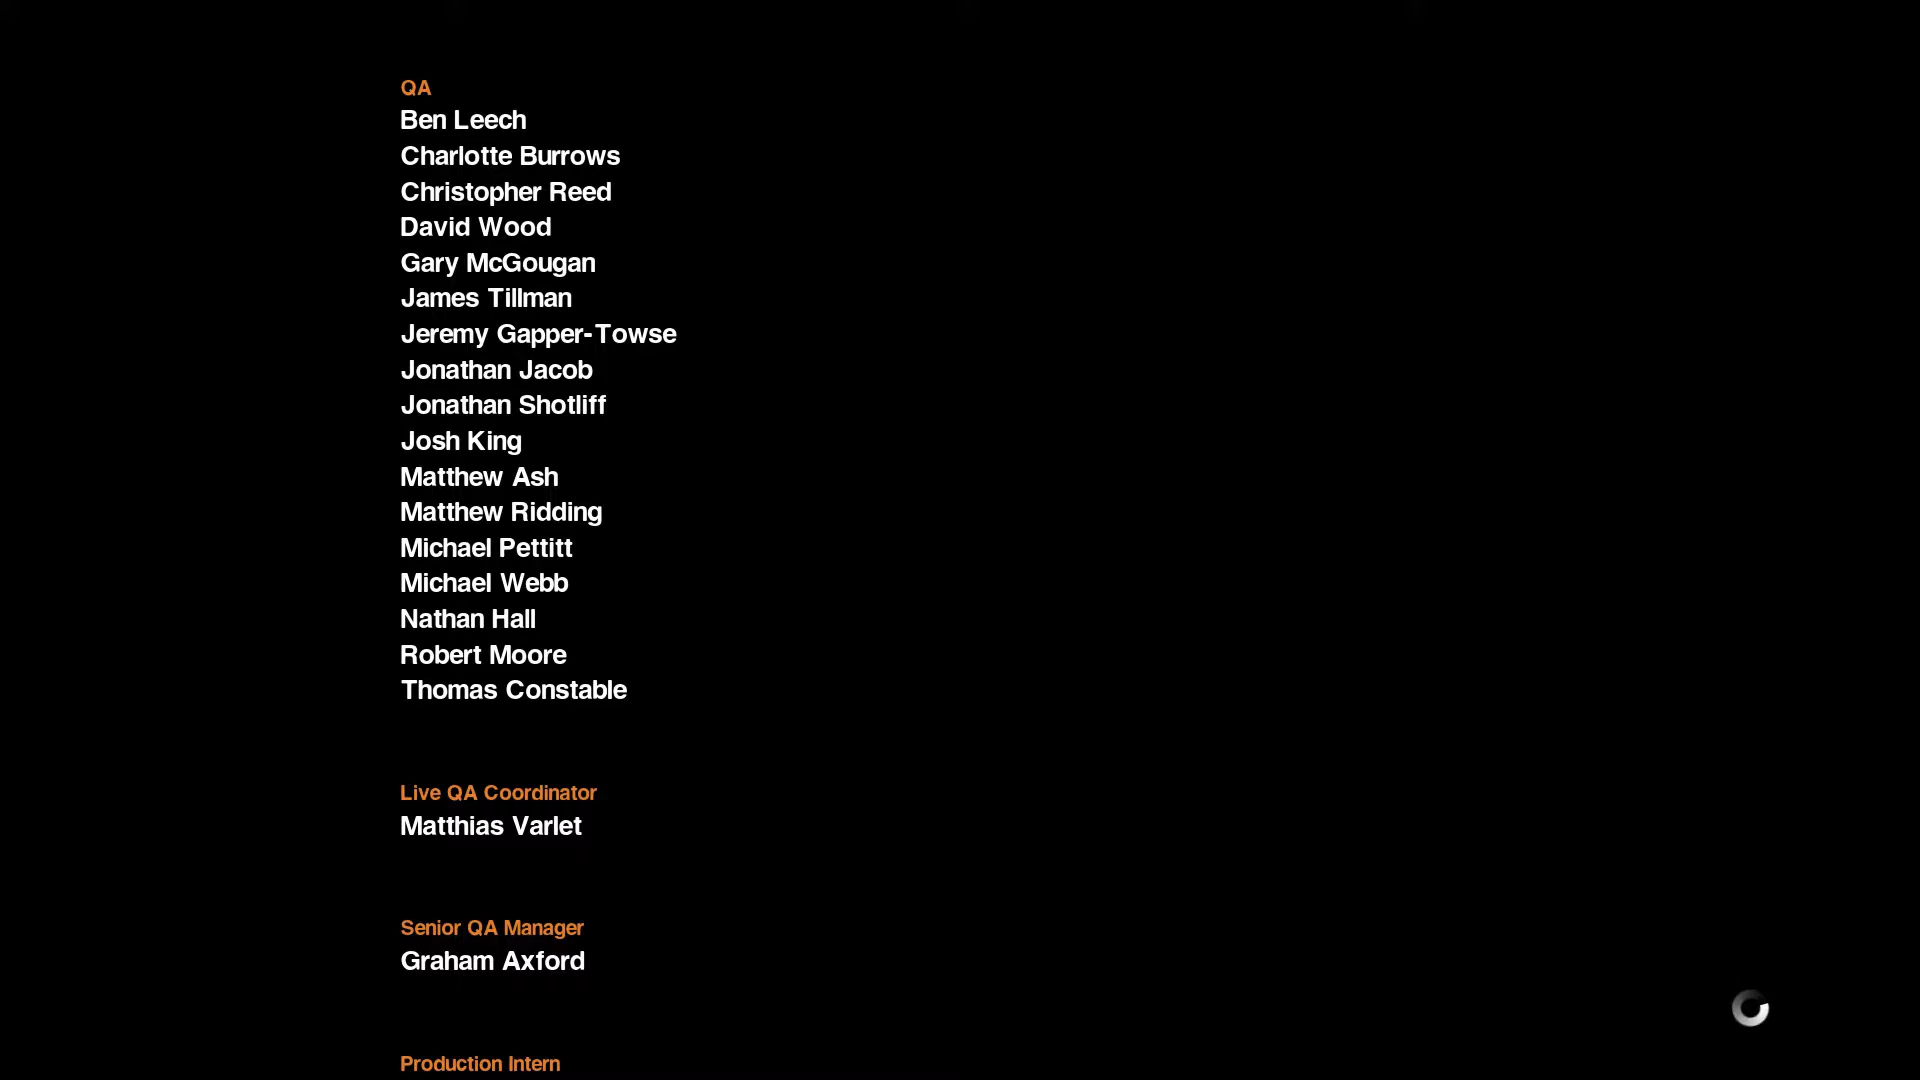 QA
Ben Leech
Charlotte Burrows
Christopher Reed
David Wood
Gary McGougan
James Tillman
Jeremy Gapper-Towse
Jonathan Jacob
Jonathan Shotliff
Josh King
Matthew Ash
Matthew Ridding
Michael Pettitt
Michael Webb
Nathan Hall
Robert Moore
Thomas Constable
Live QA Coordinator
Matthias Varlet
Senior QA Manager
Graham Axford
Production Intern